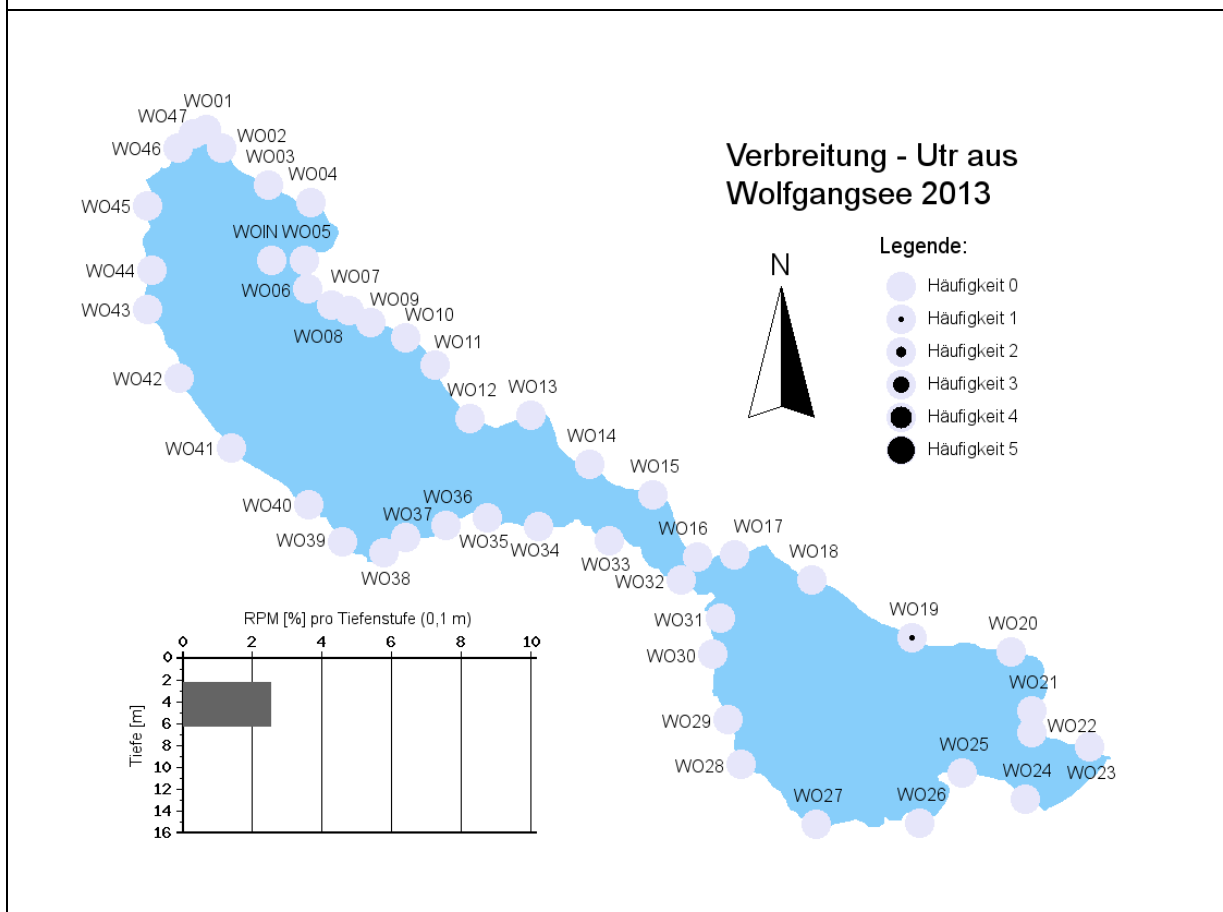 Verbreitung - Utr aus
Wolfgangsee 2013
Legende:
Häufigkeit 0
Häufigkeit 1
Häufigkeit 2
Häufigkeit 3
Häufigkeit 4
Häufigkeit 5
N
WO01
WO47
WO02
WO46
WO03
WO04
WO45
WOIN WO05
WO44
WO06
WO07
WO43
WO09
WO08
WO10
WO11
WO42
WO12
WO13
WO41
WO14
WO15
WO40
WO36
WO37
WO39
WO35
WO34
WO38
WO33
WO16
WO17
WO18
WO32
WO31
WO19
WO20
WO30
WO21
WO29
WO22
WO25
WO28
WO24
WO23
WO27
WO26
RPM [%] pro Tiefenstufe (0,1 m)
0 2 4 6 8 10
Tiefe [m]
0
2
4
6
8
10
12
14
16